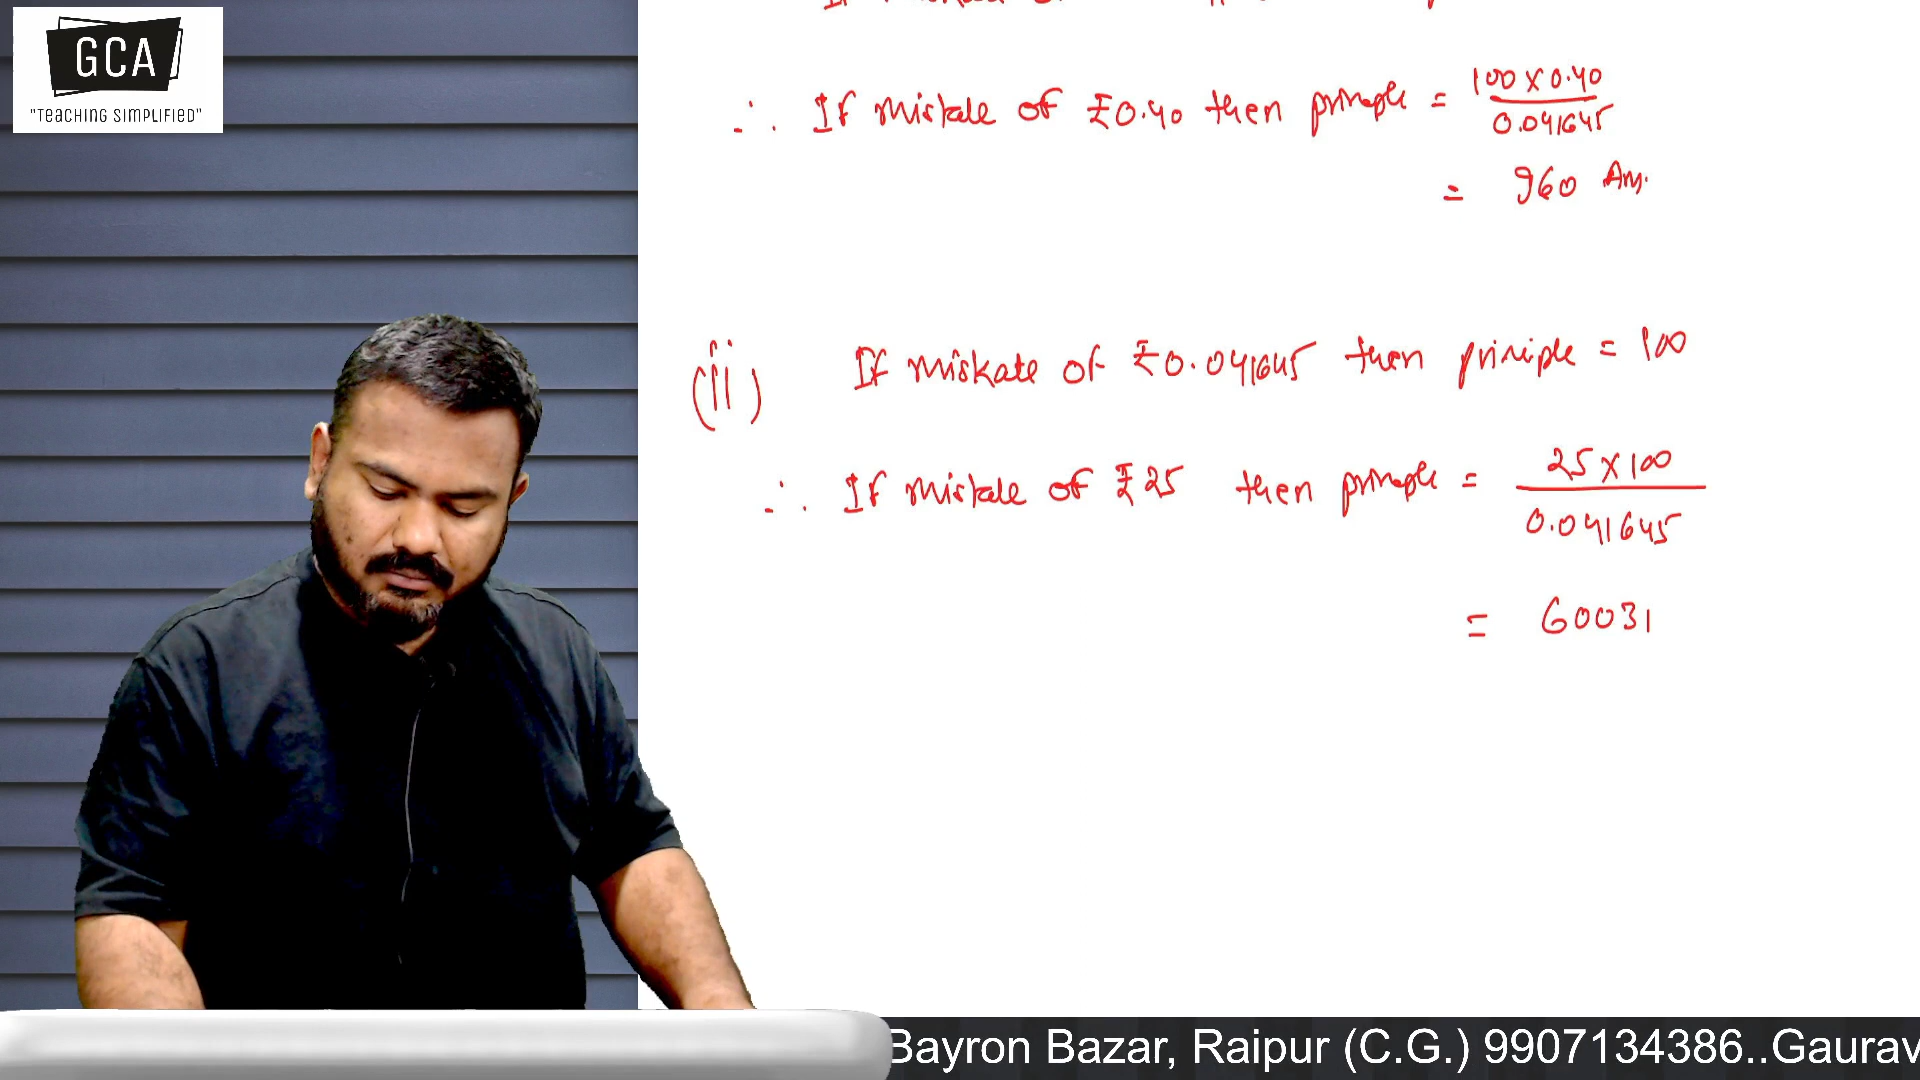 GCA
"TEACHING SIMPLIFIED"
∴ If mistake of ₹0.40 then principle = 100 X 0.40
0.041645
= 960 Ans.
(ii) If miskate of ₹0.041645 then priniple = 100
∴ If mistake of ₹25 then principle = 25 X 100
0.041645
= 60031
Bayron Bazar, Raipur (C.G.) 9907134386..Gaurav